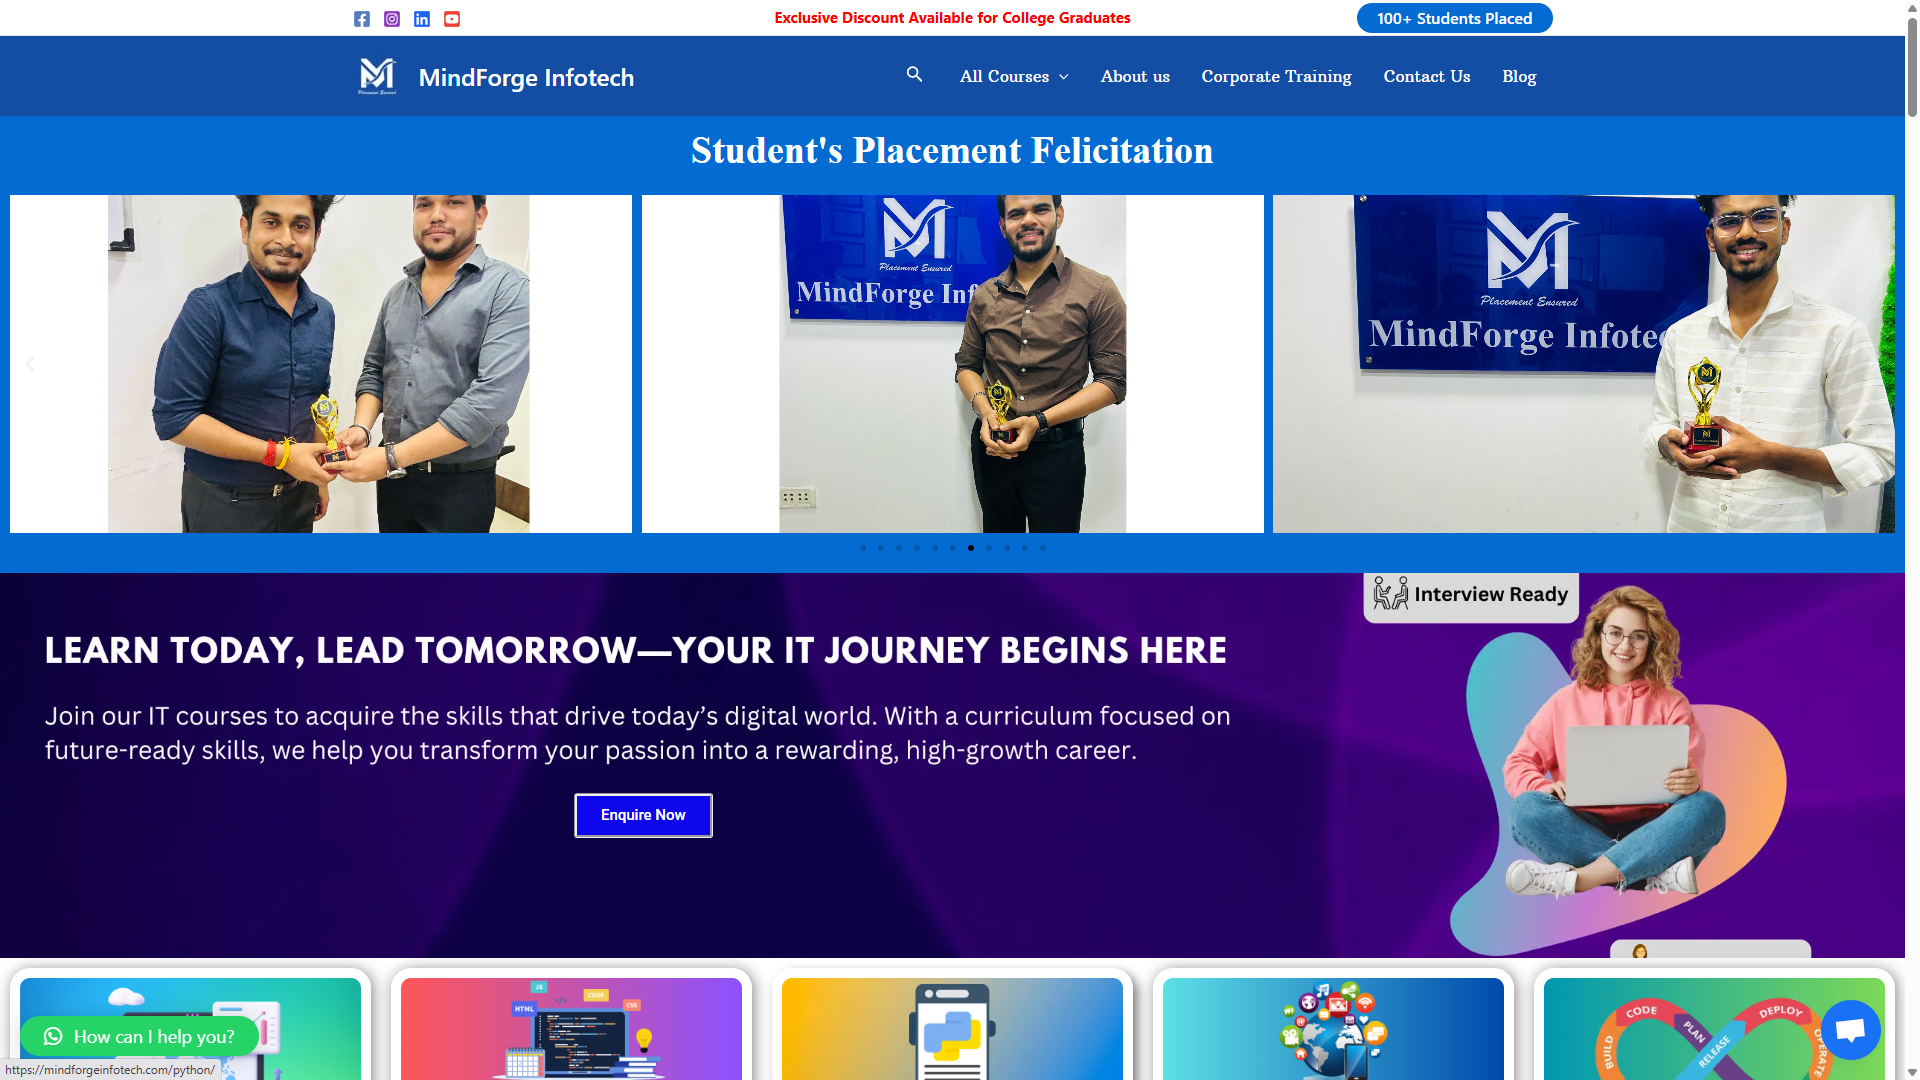 Exclusive Discount Available for College Graduates
100+ Students Placed
Placement Ensured
MindForge Infotech
All Courses
About us
Corporate Training
Contact Us
Blog
Student's Placement Felicitation
Placement Ensured
MindForge Inf
Placement Ensured
MindForge Infotec
Interview Ready
LEARN TODAY, LEAD TOMORROW—YOUR IT JOURNEY BEGINS HERE
Join our IT courses to acquire the skills that drive today's digital world. With a curriculum focused on
future-ready skills, we help you transform your passion into a rewarding, high-growth career.
Enquire Now
JS
HTML
</>
CODE
CSS
CODE
PLAN
BUILD
RELEASE
DEPLOY
OPERATE
How can I help you?
https://mindforgeinfotech.com/python/